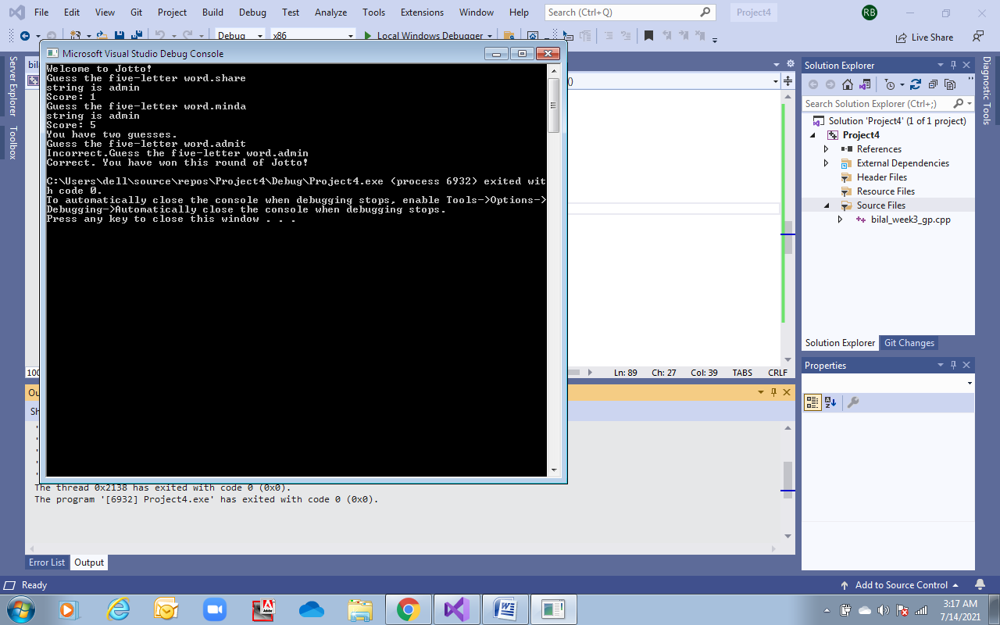 File Edit View Git Project Build Debug Test Analyze Tools Extensions Window Help Search (Ctrl+Q) Project4 RB
Debug x86 Local Windows Debugger Live Share
Microsoft Visual Studio Debug Console
Welcome to Jotto!
Guess the five-letter word.share
string is admin
Score: 1
Guess the five-letter word.minda
string is admin
Score: 5
You have two guesses.
Guess the five-letter word.admit
Incorrect.Guess the five-letter word.admin
Correct. You have won this round of Jotto!
C:\Users\dell\source\repos\Project4\Debug\Project4.exe (process 6932) exited wit
h code 0.
To automatically close the console when debugging stops, enable Tools->Options->
Debugging->Automatically close the console when debugging stops.
Press any key to close this window . . .
Server Explorer
Toolbox
bil
()
100
Ln: 89 Ch: 27 Col: 39 TABS CRLF
Ou
Sh
The thread 0x2138 has exited with code 0 (0x0).
The program '[6932] Project4.exe' has exited with code 0 (0x0).
Error List Output
Solution Explorer
Search Solution Explorer (Ctrl+;)
Solution 'Project4' (1 of 1 project)
Project4
References
External Dependencies
Header Files
Resource Files
Source Files
bilal_week3_gp.cpp
Solution Explorer Git Changes
Properties
Diagnostic Tools
Ready Add to Source Control
3:17 AM
7/14/2021